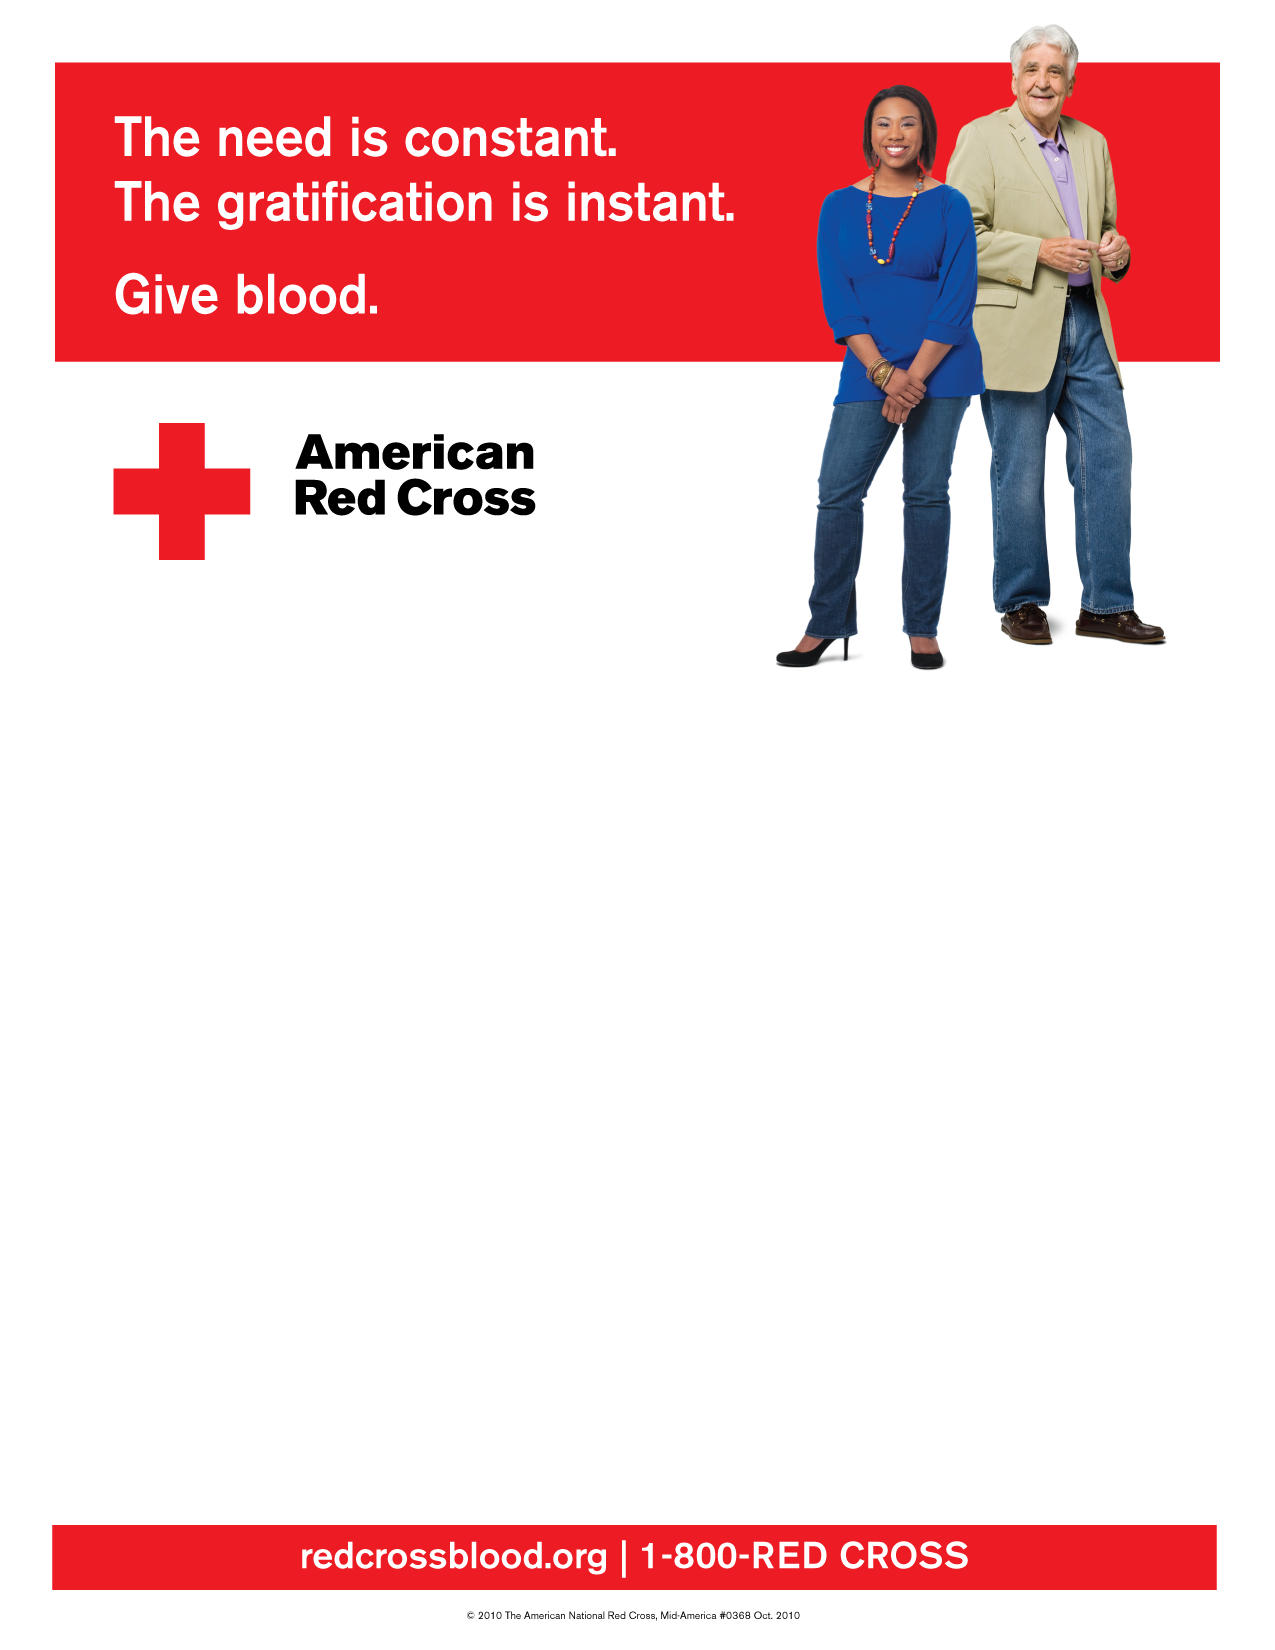 The need is constant.
The gratification is instant.
Give blood.
American
Red Cross
redcrossblood.org | 1-800-RED CROSS
© 2010 The American National Red Cross, Mid-America #0368 Oct. 2010